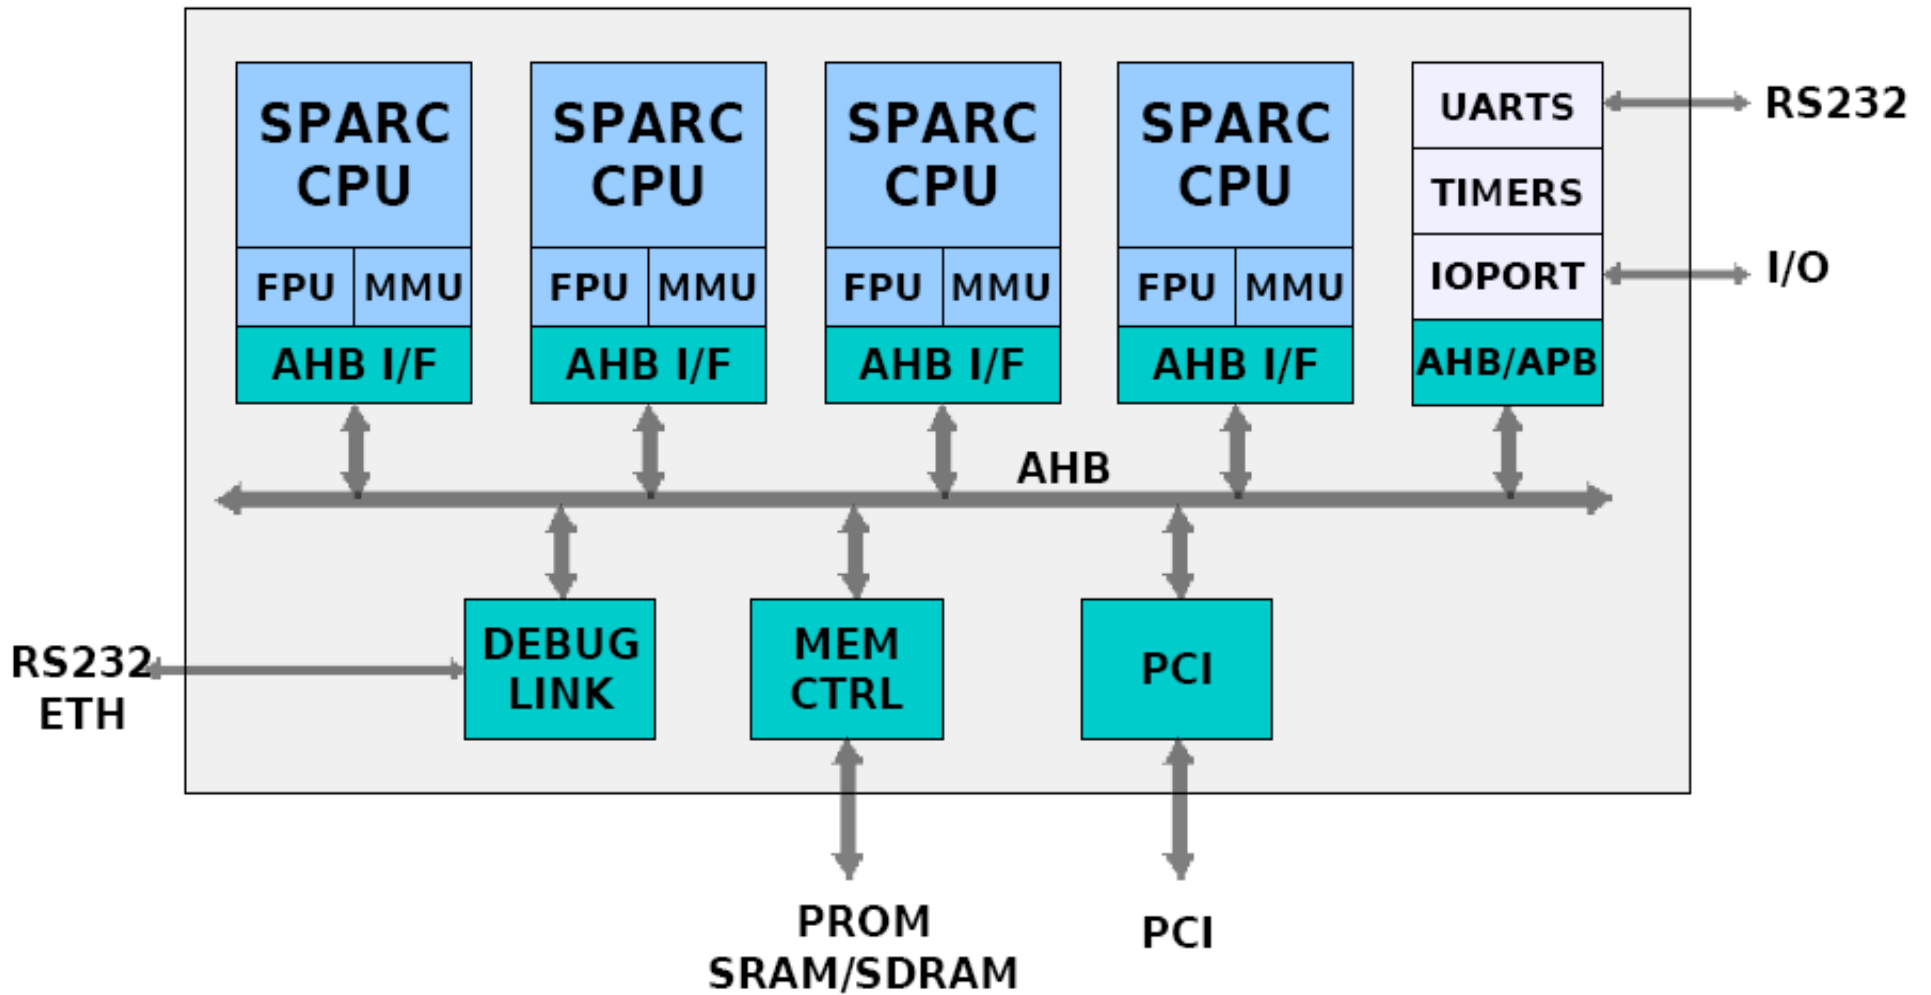 SPARC
CPU
FPU
MMU
AHB I/F
SPARC
CPU
FPU
MMU
AHB I/F
SPARC
CPU
FPU
MMU
AHB I/F
SPARC
CPU
FPU
MMU
AHB I/F
UARTS
TIMERS
IOPORT
AHB/APB
RS232
I/O
AHB
RS232
ETH
DEBUG
LINK
MEM
CTRL
PCI
PROM
SRAM/SDRAM
PCI